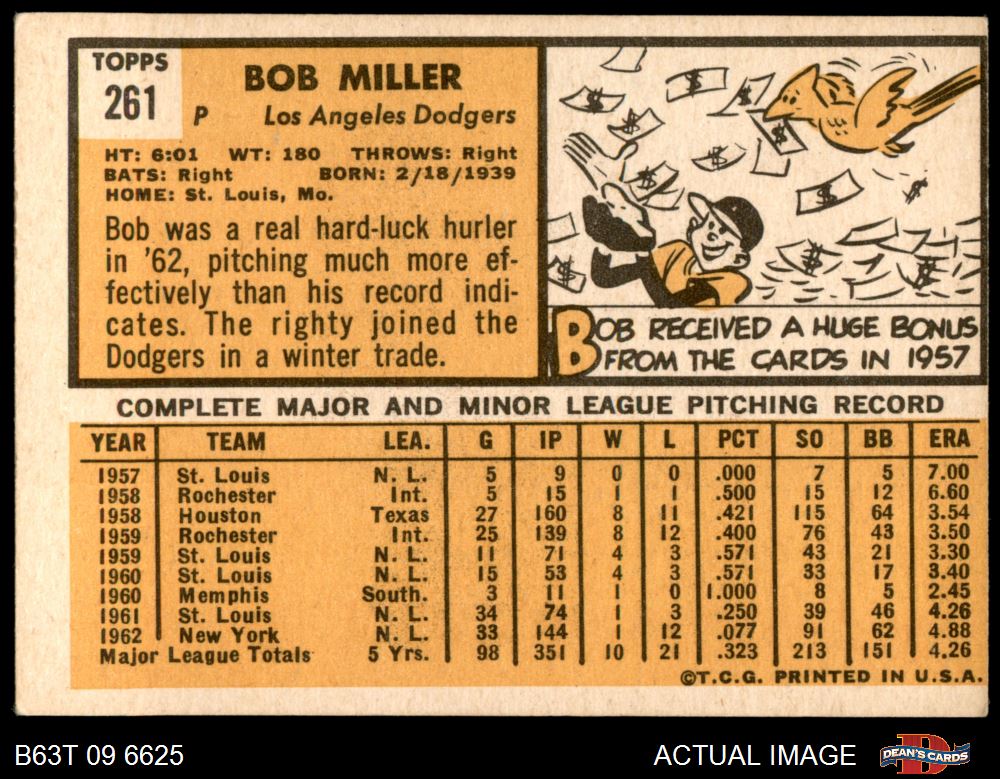 TOPPS
261
BOB MILLER
P Los Angeles Dodgers
HT: 6:01 WT: 180 THROWS: Right
BATS: Right BORN: 2/18/1939
HOME: St. Louis, Mo.
Bob was a real hard-luck hurler
in '62, pitching much more ef-
fectively than his record indi-
cates. The righty joined the
Dodgers in a winter trade.
BOB RECEIVED A HUGE BONUS
FROM THE CARDS IN 1957
COMPLETE MAJOR AND MINOR LEAGUE PITCHING RECORD
YEAR TEAM LEA. G IP W L PCT SO BB ERA
1957 St. Louis N. L. 5 9 0 0 .000 7 5 7.00
1958 Rochester Int. 5 15 1 1 .500 15 12 6.60
1958 Houston Texas 27 160 8 11 .421 115 64 3.54
1959 Rochester Int. 25 139 8 12 .400 76 43 3.50
1959 St. Louis N. L. 11 71 4 3 .571 43 21 3.30
1960 St. Louis N. L. 15 53 4 3 .571 33 17 3.40
1960 Memphis South. 3 11 1 0 1.000 8 5 2.45
1961 St. Louis N. L. 34 74 1 3 .250 39 46 4.26
1962 New York N. L. 33 144 1 12 .077 91 62 4.88
Major League Totals 5 Yrs. 98 351 10 21 .323 213 151 4.26
©T.C.G. PRINTED IN U.S.A.
B63T 09 6625 ACTUAL IMAGE DEAN'S CARDS